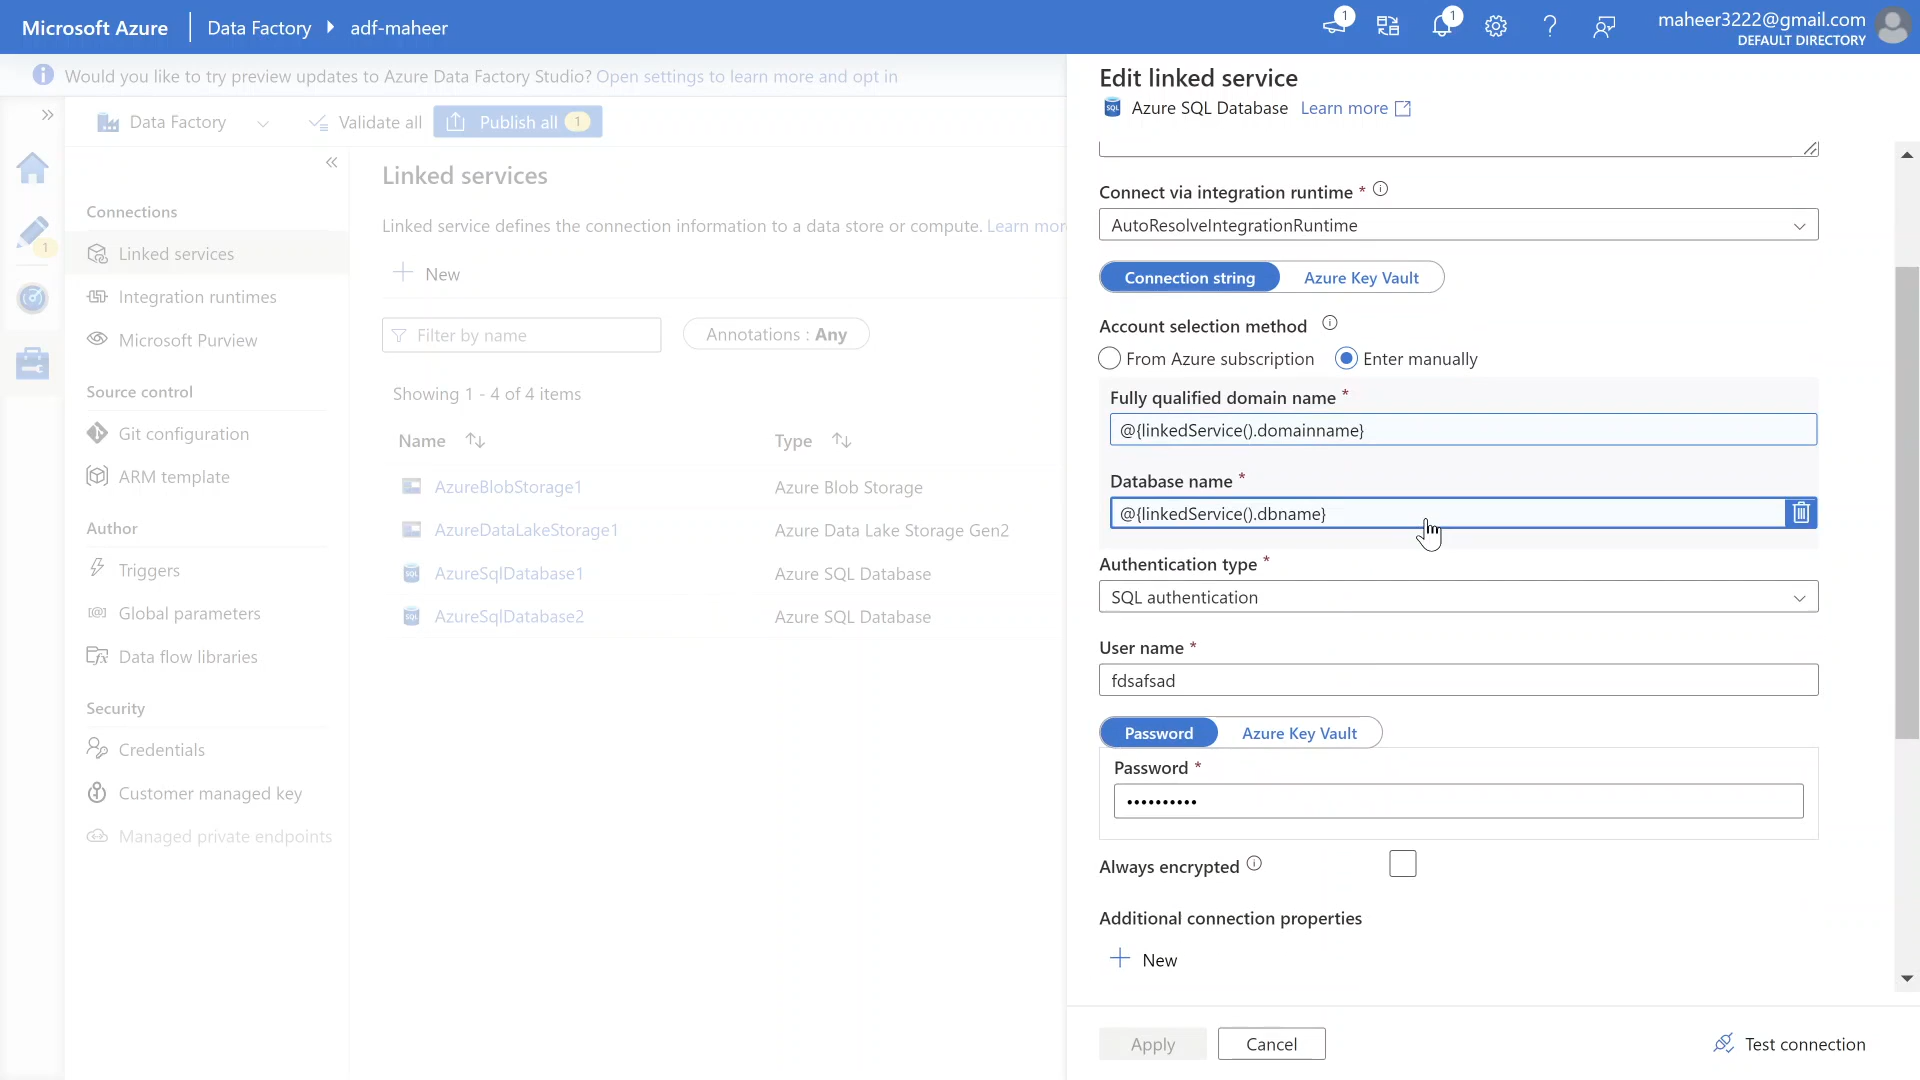 Microsoft Azure
Data Factory
adf-maheer
1
1
maheer3222@gmail.com
DEFAULT DIRECTORY
Would you like to try preview updates to Azure Data Factory Studio? Open settings to learn more and opt in
Data Factory
Validate all
Publish all
1
1
Connections
Linked services
Integration runtimes
Microsoft Purview
Source control
Git configuration
ARM template
Author
Triggers
Global parameters
Data flow libraries
Security
Credentials
Customer managed key
Managed private endpoints
Linked services
Linked service defines the connection information to a data store or compute. Learn mor
New
Filter by name
Annotations : Any
Showing 1 - 4 of 4 items
Name
Type
AzureBlobStorage1
Azure Blob Storage
AzureDataLakeStorage1
Azure Data Lake Storage Gen2
SQL
AzureSqlDatabase1
Azure SQL Database
SQL
AzureSqlDatabase2
Azure SQL Database
Edit linked service
SQL
Azure SQL Database
Learn more
Connect via integration runtime *
AutoResolveIntegrationRuntime
Connection string
Azure Key Vault
Account selection method
From Azure subscription
Enter manually
Fully qualified domain name *
@{linkedService().domainname}
Database name *
@{linkedService().dbname}
Authentication type *
SQL authentication
User name *
fdsafsad
Password
Azure Key Vault
Password *
••••••••••
Always encrypted
Additional connection properties
New
Apply
Cancel
Test connection